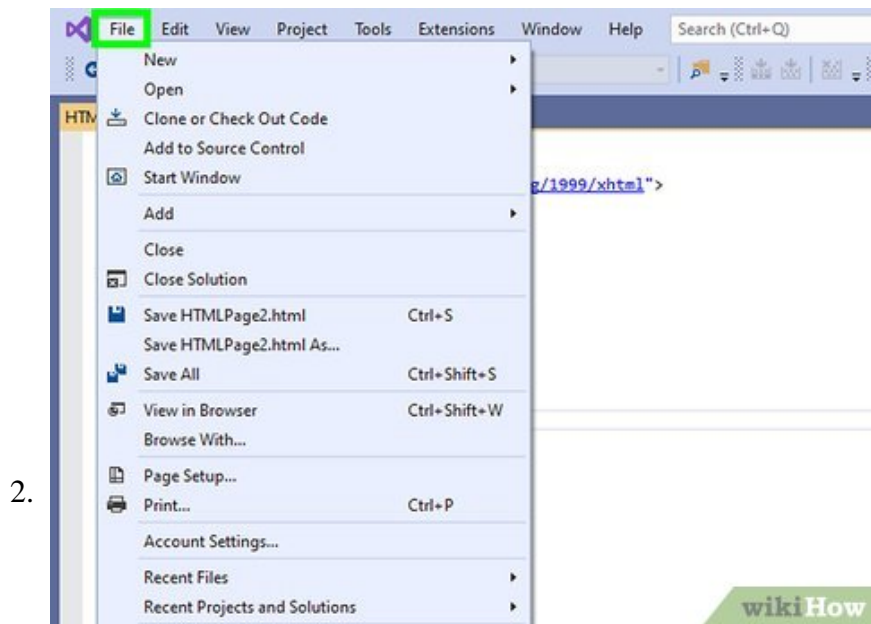 File Edit View Project Tools Extensions Window Help Search (Ctrl+Q)
New
Open
HTM
Clone or Check Out Code
Add to Source Control
Start Window
g/1999/xhtml">
Add
Close
Close Solution
Save HTMLPage2.html Ctrl+S
Save HTMLPage2.html As...
Save All Ctrl+Shift+S
View in Browser Ctrl+Shift+W
Browse With...
Page Setup...
2.
Print... Ctrl+P
Account Settings...
Recent Files
Recent Projects and Solutions
wikiHow